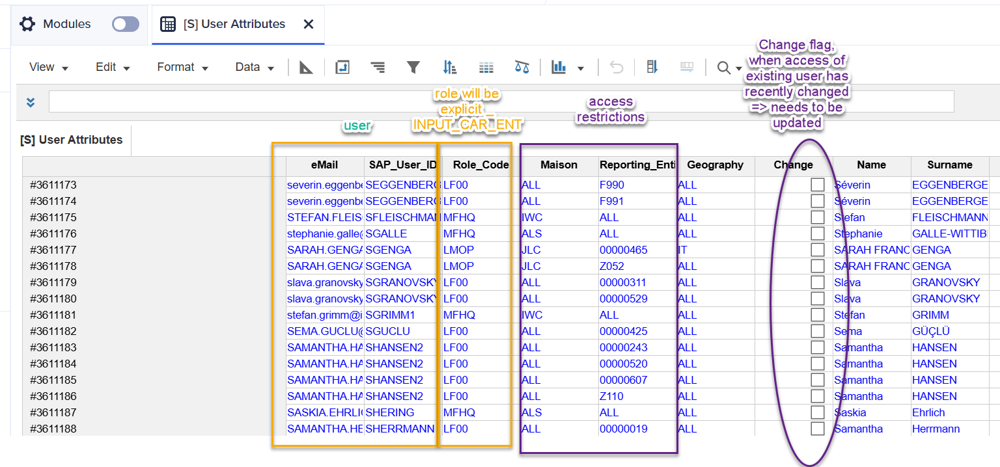 Modules
[S] User Attributes
View Edit Format Data
Change flag,
when access of
existing user has
recently changed
=> needs to be
updated
role will be
explicit _
INPUT_CAR_ENT
access
restrictions
user
[S] User Attributes
eMail SAP_User_ID Role_Code Maison Reporting_Enti Geography Change Name Surname
#3611173 severin.eggenbe SEGGENBERG LF00 ALL F990 ALL Séverin EGGENBERGE
#3611174 severin.eggenbe SEGGENBERG LF00 ALL F991 ALL Séverin EGGENBERGE
#3611175 STEFAN.FLEIS SFLEISCHMAN MFHQ IWC ALL ALL Stefan FLEISCHMANN
#3611176 stephanie.galle@ SGALLE MFHQ ALS ALL ALL Stephanie GALLE-WITTIB
#3611177 SARAH.GENGA SGENGA LMOP JLC 00000465 IT SARAH FRANC GENGA
#3611178 SARAH.GENGA SGENGA LMOP JLC Z052 ALL SARAH FRANC GENGA
#3611179 slava.granovsky SGRANOVSKY LF00 ALL 00000311 ALL Slava GRANOVSKY
#3611180 slava.granovsky SGRANOVSKY LF00 ALL 00000529 ALL Slava GRANOVSKY
#3611181 stefan.grimm@i SGRIMM1 MFHQ IWC ALL ALL Stefan GRIMM
#3611182 SEMA.GUCLU@ SGUCLU LF00 ALL 00000425 ALL Sema GÜÇLÜ
#3611183 SAMANTHA.HA SHANSEN2 LF00 ALL 00000243 ALL Samantha HANSEN
#3611184 SAMANTHA.HA SHANSEN2 LF00 ALL 00000520 ALL Samantha HANSEN
#3611185 SAMANTHA.HA SHANSEN2 LF00 ALL 00000607 ALL Samantha HANSEN
#3611186 SAMANTHA.HA SHANSEN2 LF00 ALL Z110 ALL Samantha HANSEN
#3611187 SASKIA.EHRLI SHERING MFHQ ALS ALL ALL Saskia Ehrlich
#3611188 SAMANTHA.HE SHERRMANN LF00 ALL 00000019 ALL Samantha Herrmann